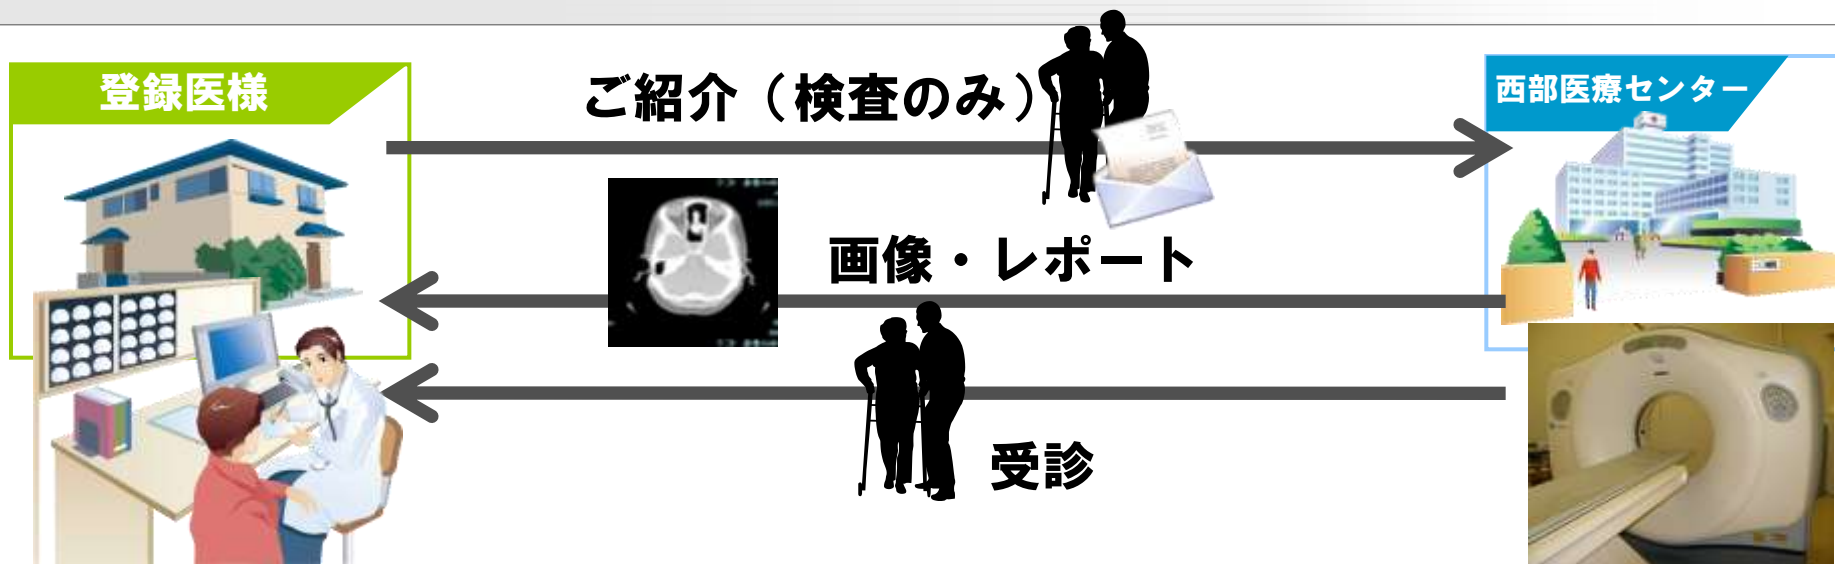 登録医様
ご紹介（検査のみ）
西部医療センター
画像・レポート
受診